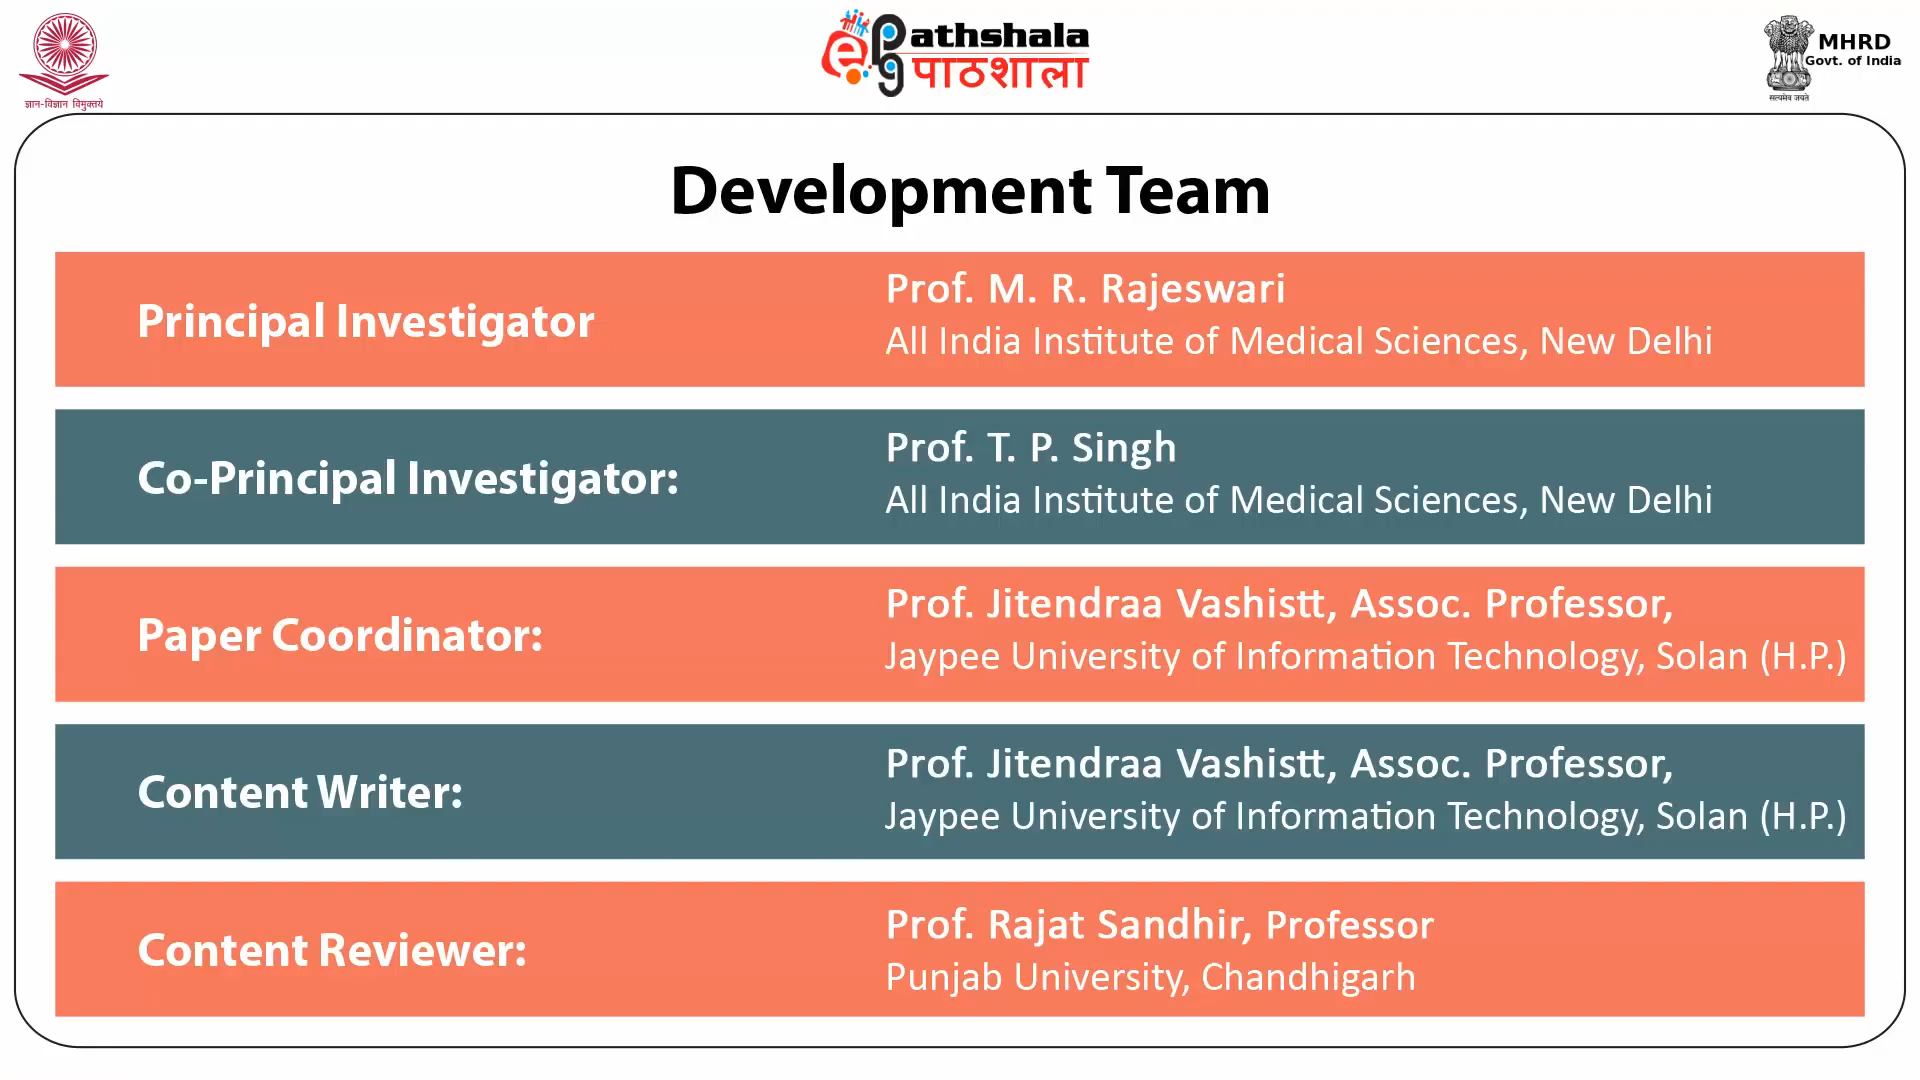 ज्ञान-विज्ञान विमुक्तये
ePathshala
पाठशाला
सत्यमेव जयते
MHRD
Govt. of India
Development Team
Principal Investigator
Prof. M. R. Rajeswari
All India Institute of Medical Sciences, New Delhi
Co-Principal Investigator:
Prof. T. P. Singh
All India Institute of Medical Sciences, New Delhi
Paper Coordinator:
Prof. Jitendraa Vashistt, Assoc. Professor,
Jaypee University of Information Technology, Solan (H.P.)
Content Writer:
Prof. Jitendraa Vashistt, Assoc. Professor,
Jaypee University of Information Technology, Solan (H.P.)
Content Reviewer:
Prof. Rajat Sandhir, Professor
Punjab University, Chandhigarh